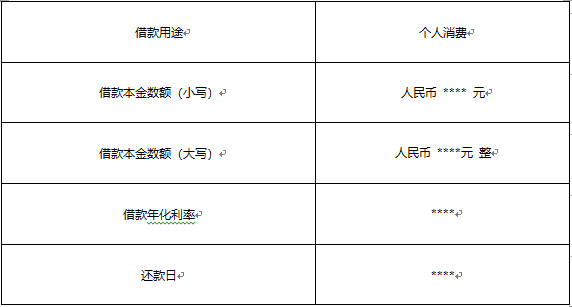 借款用途 个人消费
借款本金数额（小写） 人民币 **** 元
借款本金数额（大写） 人民币 ****元 整
借款年化利率 ****
还款日 ****